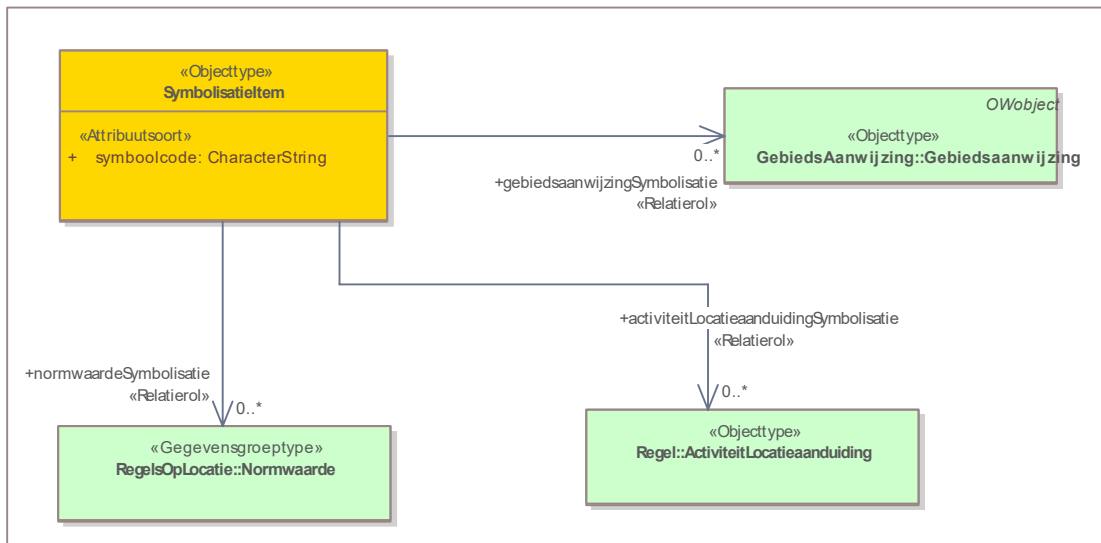 «Objecttype»
SymbolisatieItem
«Attribuutsoort»
+ symboolcode: CharacterString
OWobject
«Objecttype»
GebiedsAanwijzing::Gebiedsaanwijzing
0..*
+gebiedsaanwijzingSymbolisatie
«Relatierol»
+activiteitLocatieaanduidingSymbolisatie
«Relatierol»
0..*
+normwaardeSymbolisatie
«Relatierol»
0..*
«Gegevensgroeptype»
RegelsOpLocatie::Normwaarde
«Objecttype»
Regel::ActiviteitLocatieaanduiding